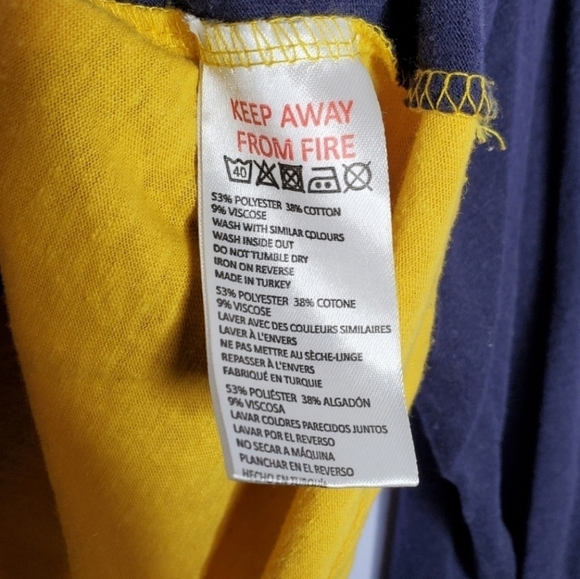 KEEP AWAY
FROM FIRE
40
53% POLYESTER 38% COTTON
9% VISCOSE
WASH WITH SIMILAR COLOURS
WASH INSIDE OUT
DO NOT TUMBLE DRY
IRON ON REVERSE
MADE IN TURKEY
53% POLYESTER 38% COTONE
9% VISCOSE
LAVER AVEC DES COULEURS SIMILAIRES
LAVER À L'ENVERS
NE PAS METTRE AU SÈCHE-LINGE
REPASSER À L'ENVERS
FABRIQUÉ EN TURQUIE
53% POLIÉSTER 38% ALGADÓN
9% VISCOSA
LAVAR COLORES PARECIDOS JUNTOS
LAVAR POR EL REVERSO
NO SECAR A MÁQUINA
PLANCHAR EN EL REVERSO
HECHO EN TURQUÍA